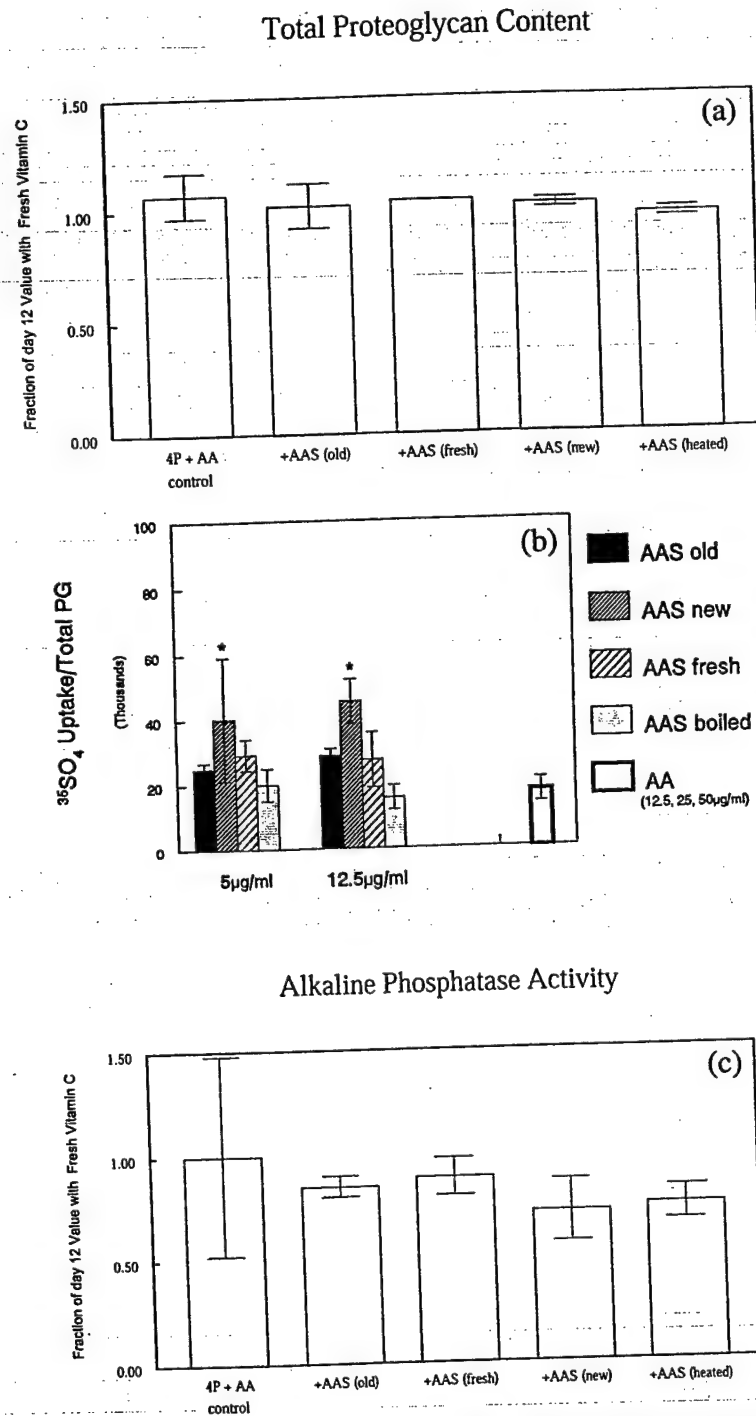 Total Proteoglycan Content
(a)
Fraction of day 12 Value with Fresh Vitamin C
1.50
1.00
0.50
0.00
4P + AA
control
+AAS (old)
+AAS (fresh)
+AAS (new)
+AAS (heated)
(b)
35SO4 Uptake/Total PG
(Thousands)
100
80
60
40
20
0
*
*
5µg/ml
12.5µg/ml
AAS old
AAS new
AAS fresh
AAS boiled
AA
(12.5, 25, 50µg/ml)
Alkaline Phosphatase Activity
(c)
Fraction of day 12 Value with Fresh Vitamin C
1.50
1.00
0.50
0.00
4P + AA
control
+AAS (old)
+AAS (fresh)
+AAS (new)
+AAS (heated)